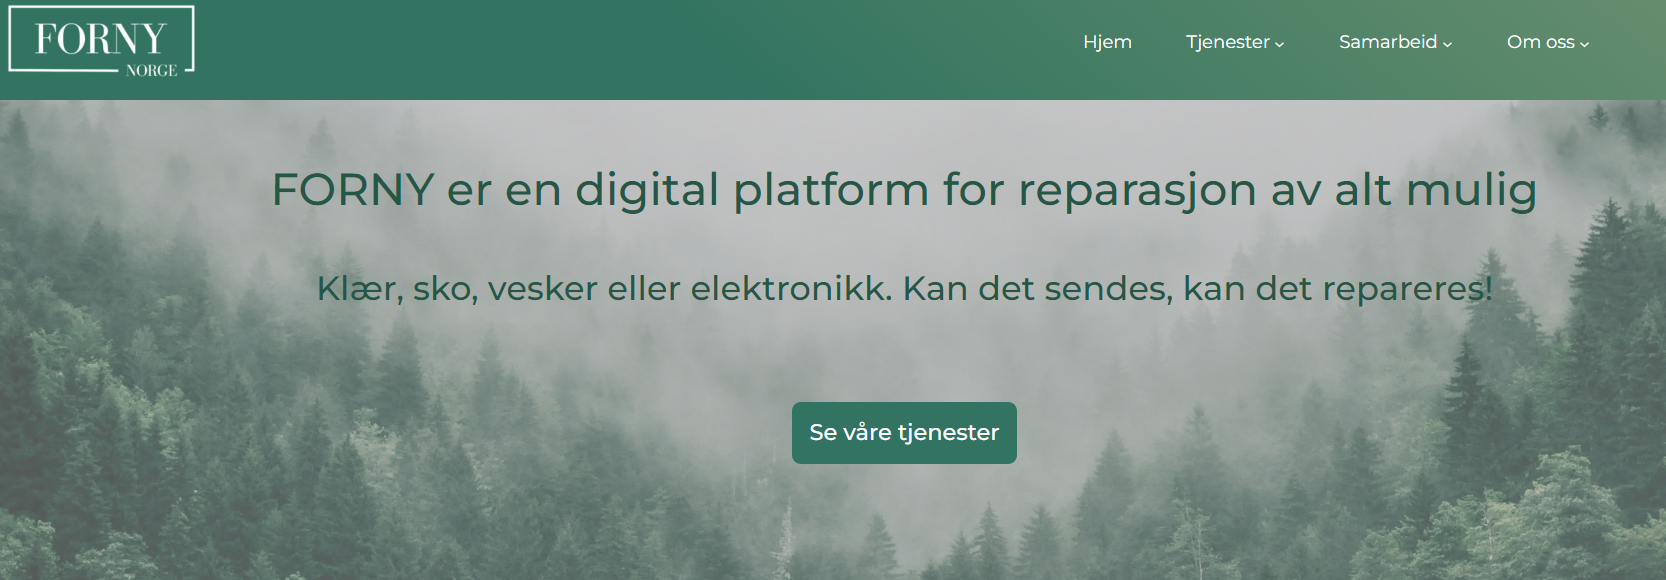 FORNY
NORGE
Hjem Tjenester Samarbeid Om oss
FORNY er en digital platform for reparasjon av alt mulig
Klær, sko, vesker eller elektronikk. Kan det sendes, kan det repareres!
Se våre tjenester